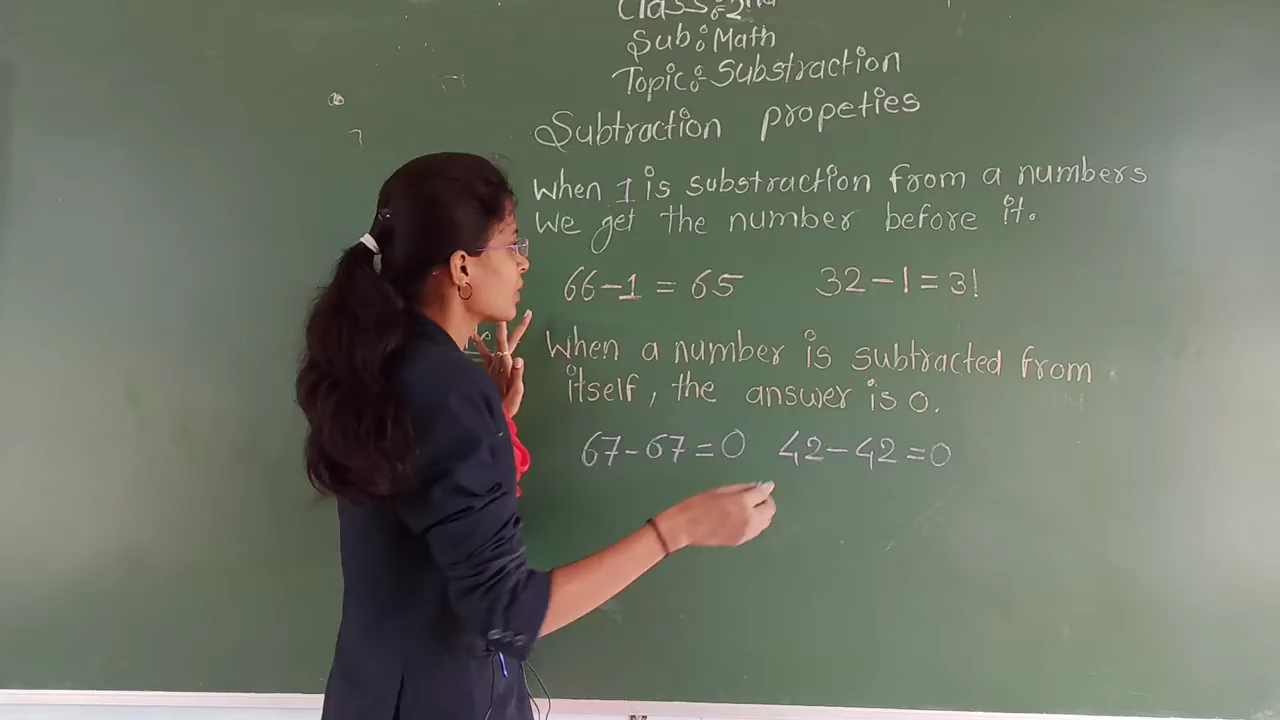 Class:-2nd
Sub:Math
Topic:-Substraction
Subtraction propeties
When 1 is substraction from a numbers
We get the number before it.
66-1=65 32-1=31
When a number is subtracted from
itself, the answer is 0.
67-67=0 42-42=0